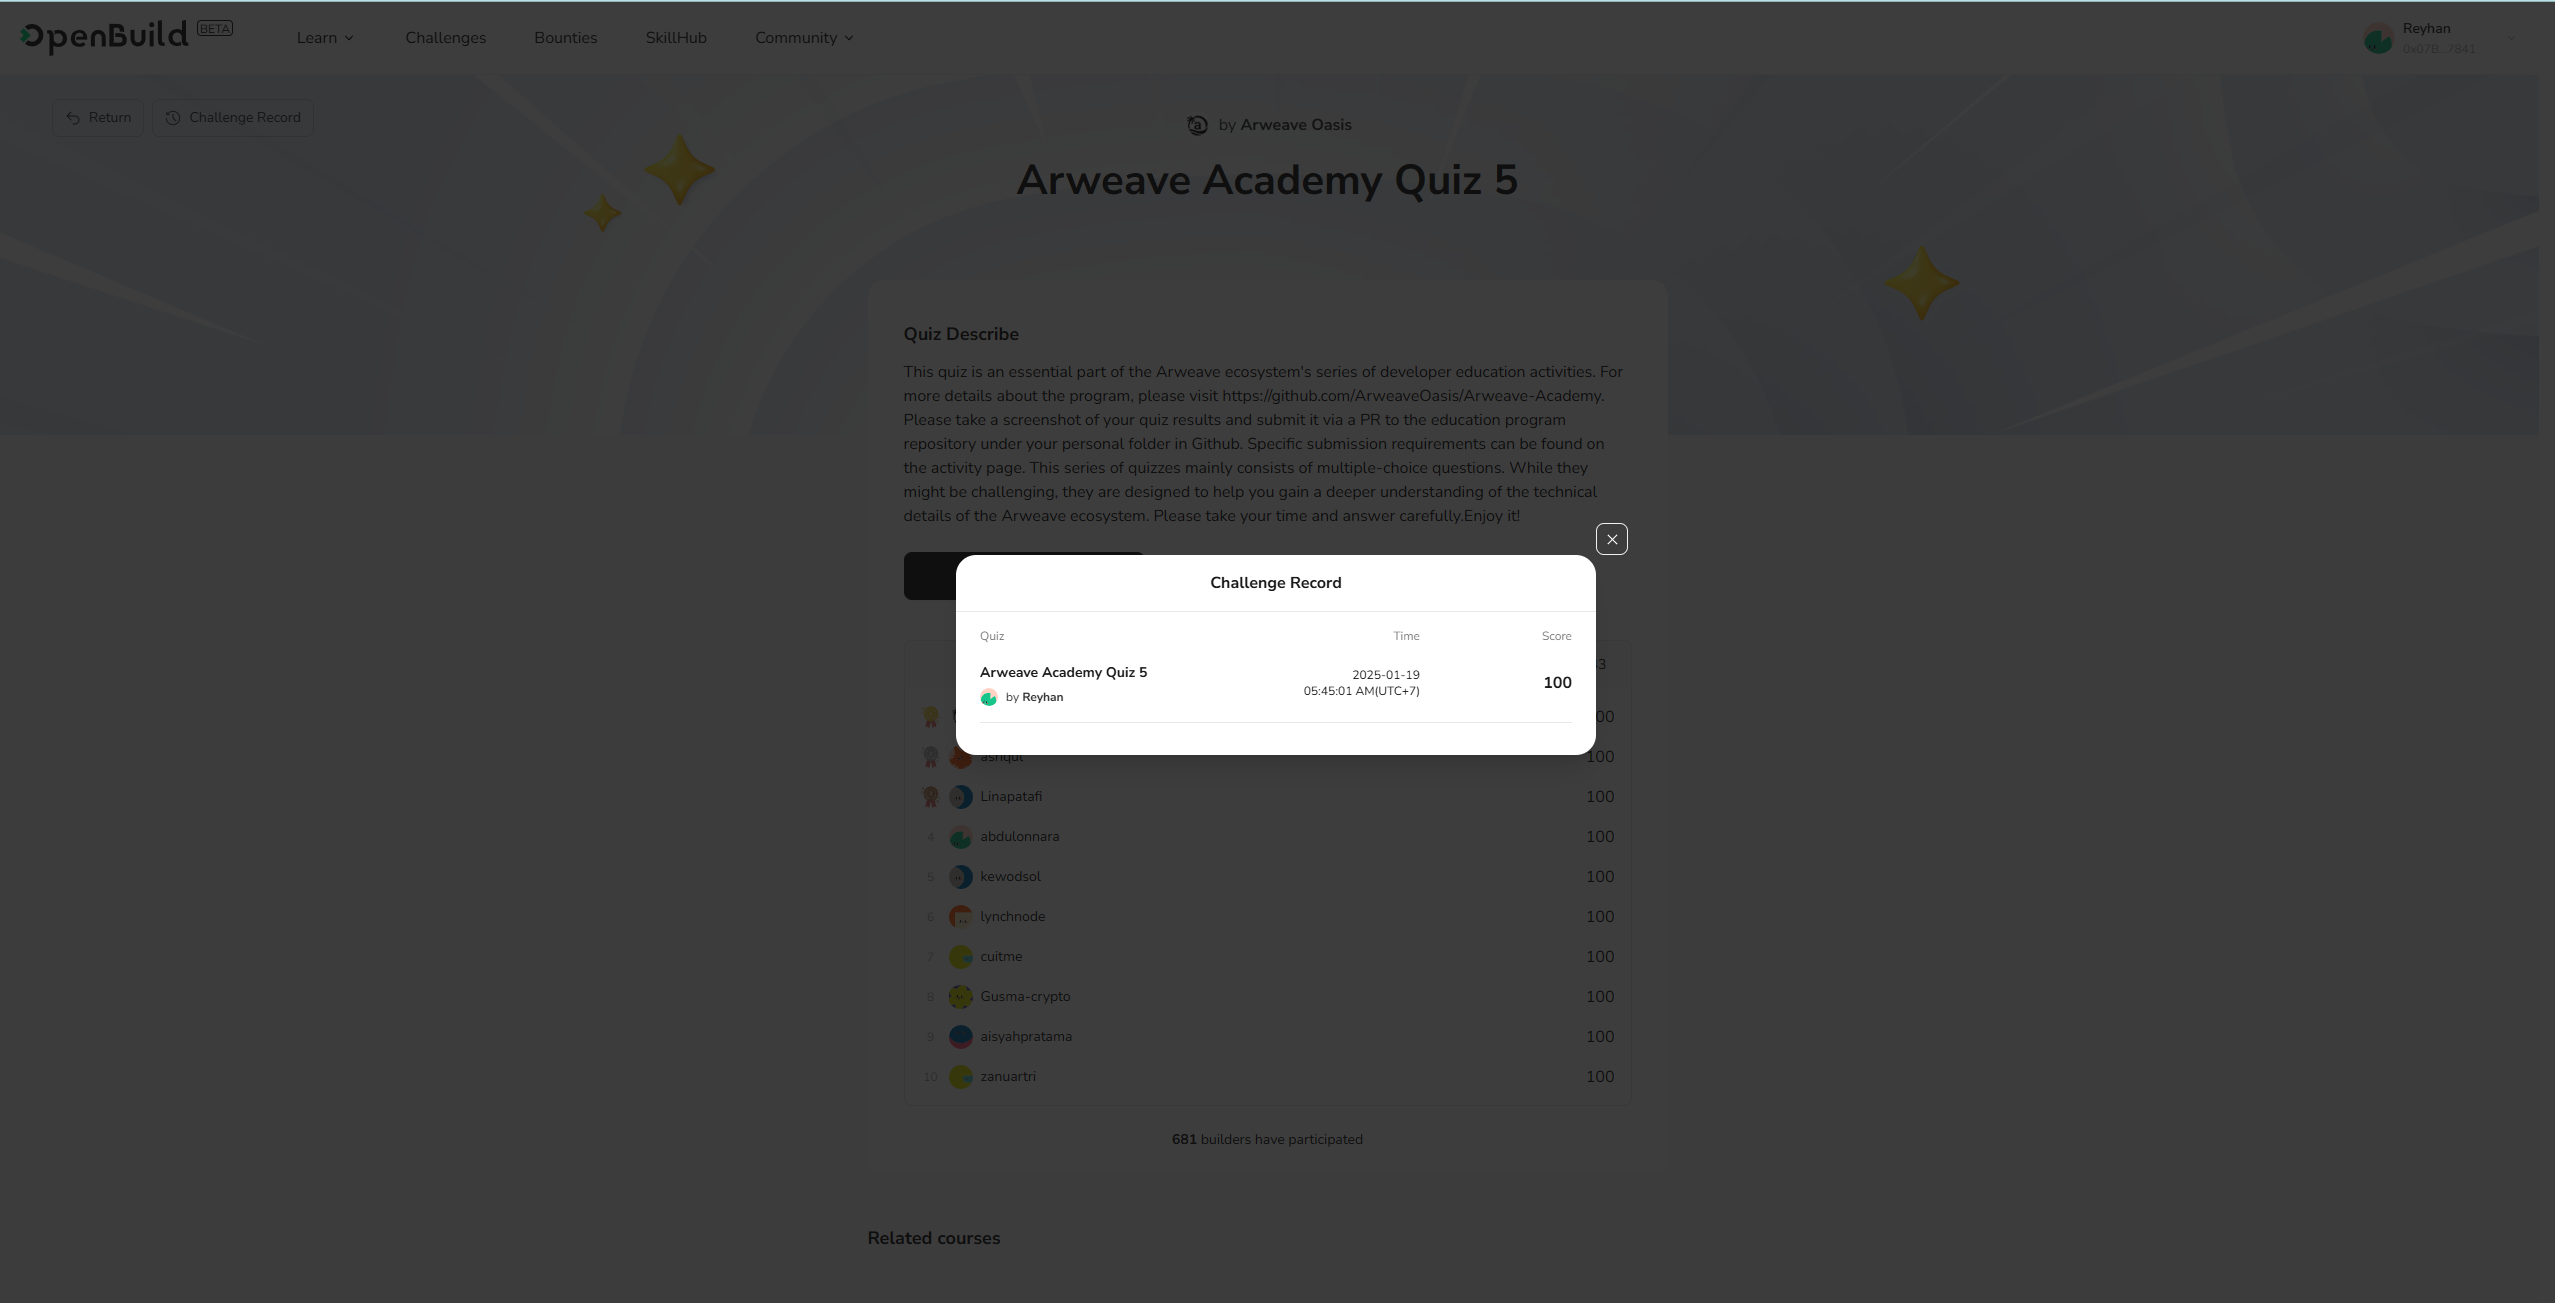 OpenBuild BETA
Learn
Challenges
Bounties
SkillHub
Community
Reyhan
0x07B...7841
Return
Challenge Record
by Arweave Oasis
Arweave Academy Quiz 5
Quiz Describe
This quiz is an essential part of the Arweave ecosystem's series of developer education activities. For
more details about the program, please visit https://github.com/ArweaveOasis/Arweave-Academy.
Please take a screenshot of your quiz results and submit it via a PR to the education program
repository under your personal folder in Github. Specific submission requirements can be found on
the activity page. This series of quizzes mainly consists of multiple-choice questions. While they
might be challenging, they are designed to help you gain a deeper understanding of the technical
details of the Arweave ecosystem. Please take your time and answer carefully.Enjoy it!
Challenge Record
Quiz Time Score
Arweave Academy Quiz 5
by Reyhan
2025-01-19
05:45:01 AM(UTC+7)
100
100
Linapatafi 100
4 abdulonnara 100
5 kewodsol 100
6 lynchnode 100
7 cuitme 100
8 Gusma-crypto 100
9 aisyahpratama 100
10 zanuartri 100
681 builders have participated
Related courses